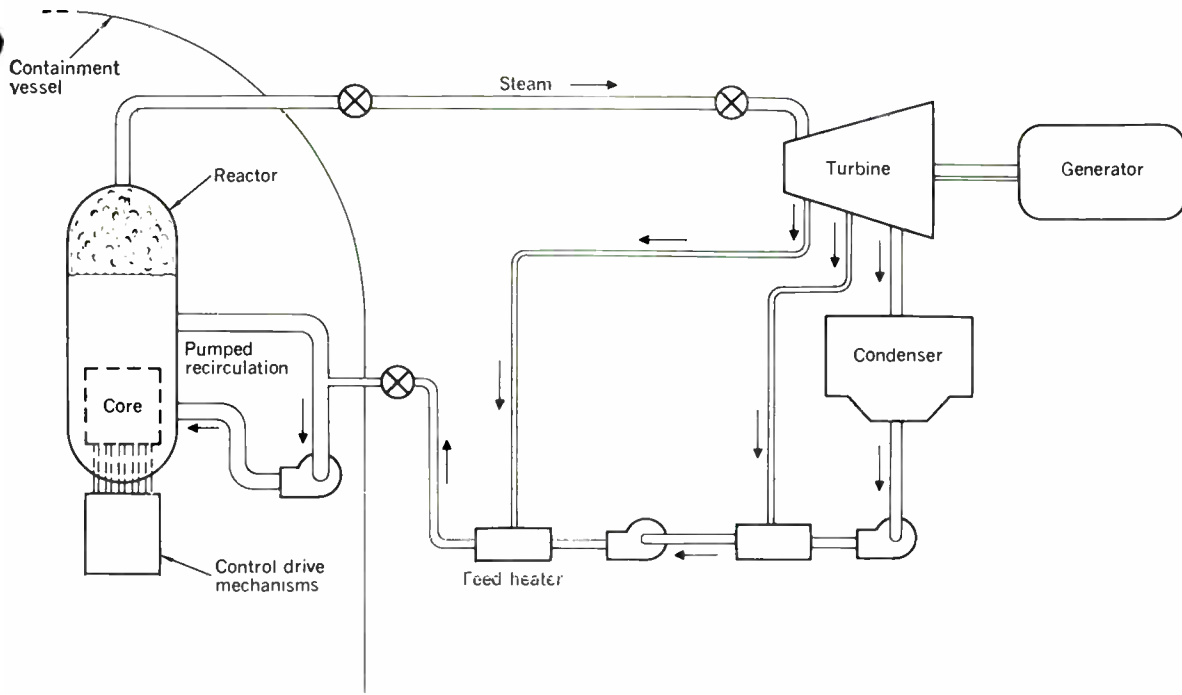 Containment
vessel
Steam
Reactor
Turbine
Generator
Pumped
recirculation
Condenser
Core
Control drive
mechanisms
Feed heater